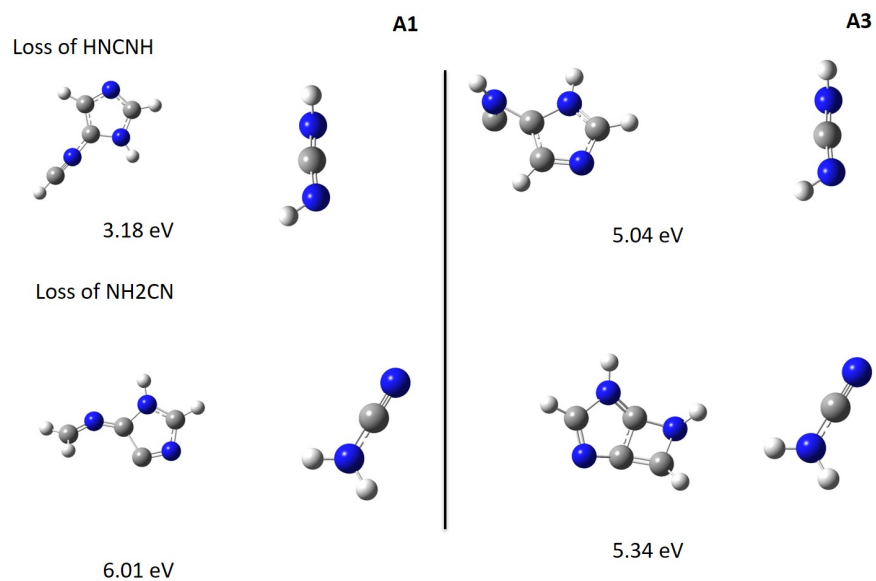 A1
A3
Loss of HNCNH
3.18 eV
5.04 eV
Loss of NH2CN
6.01 eV
5.34 eV